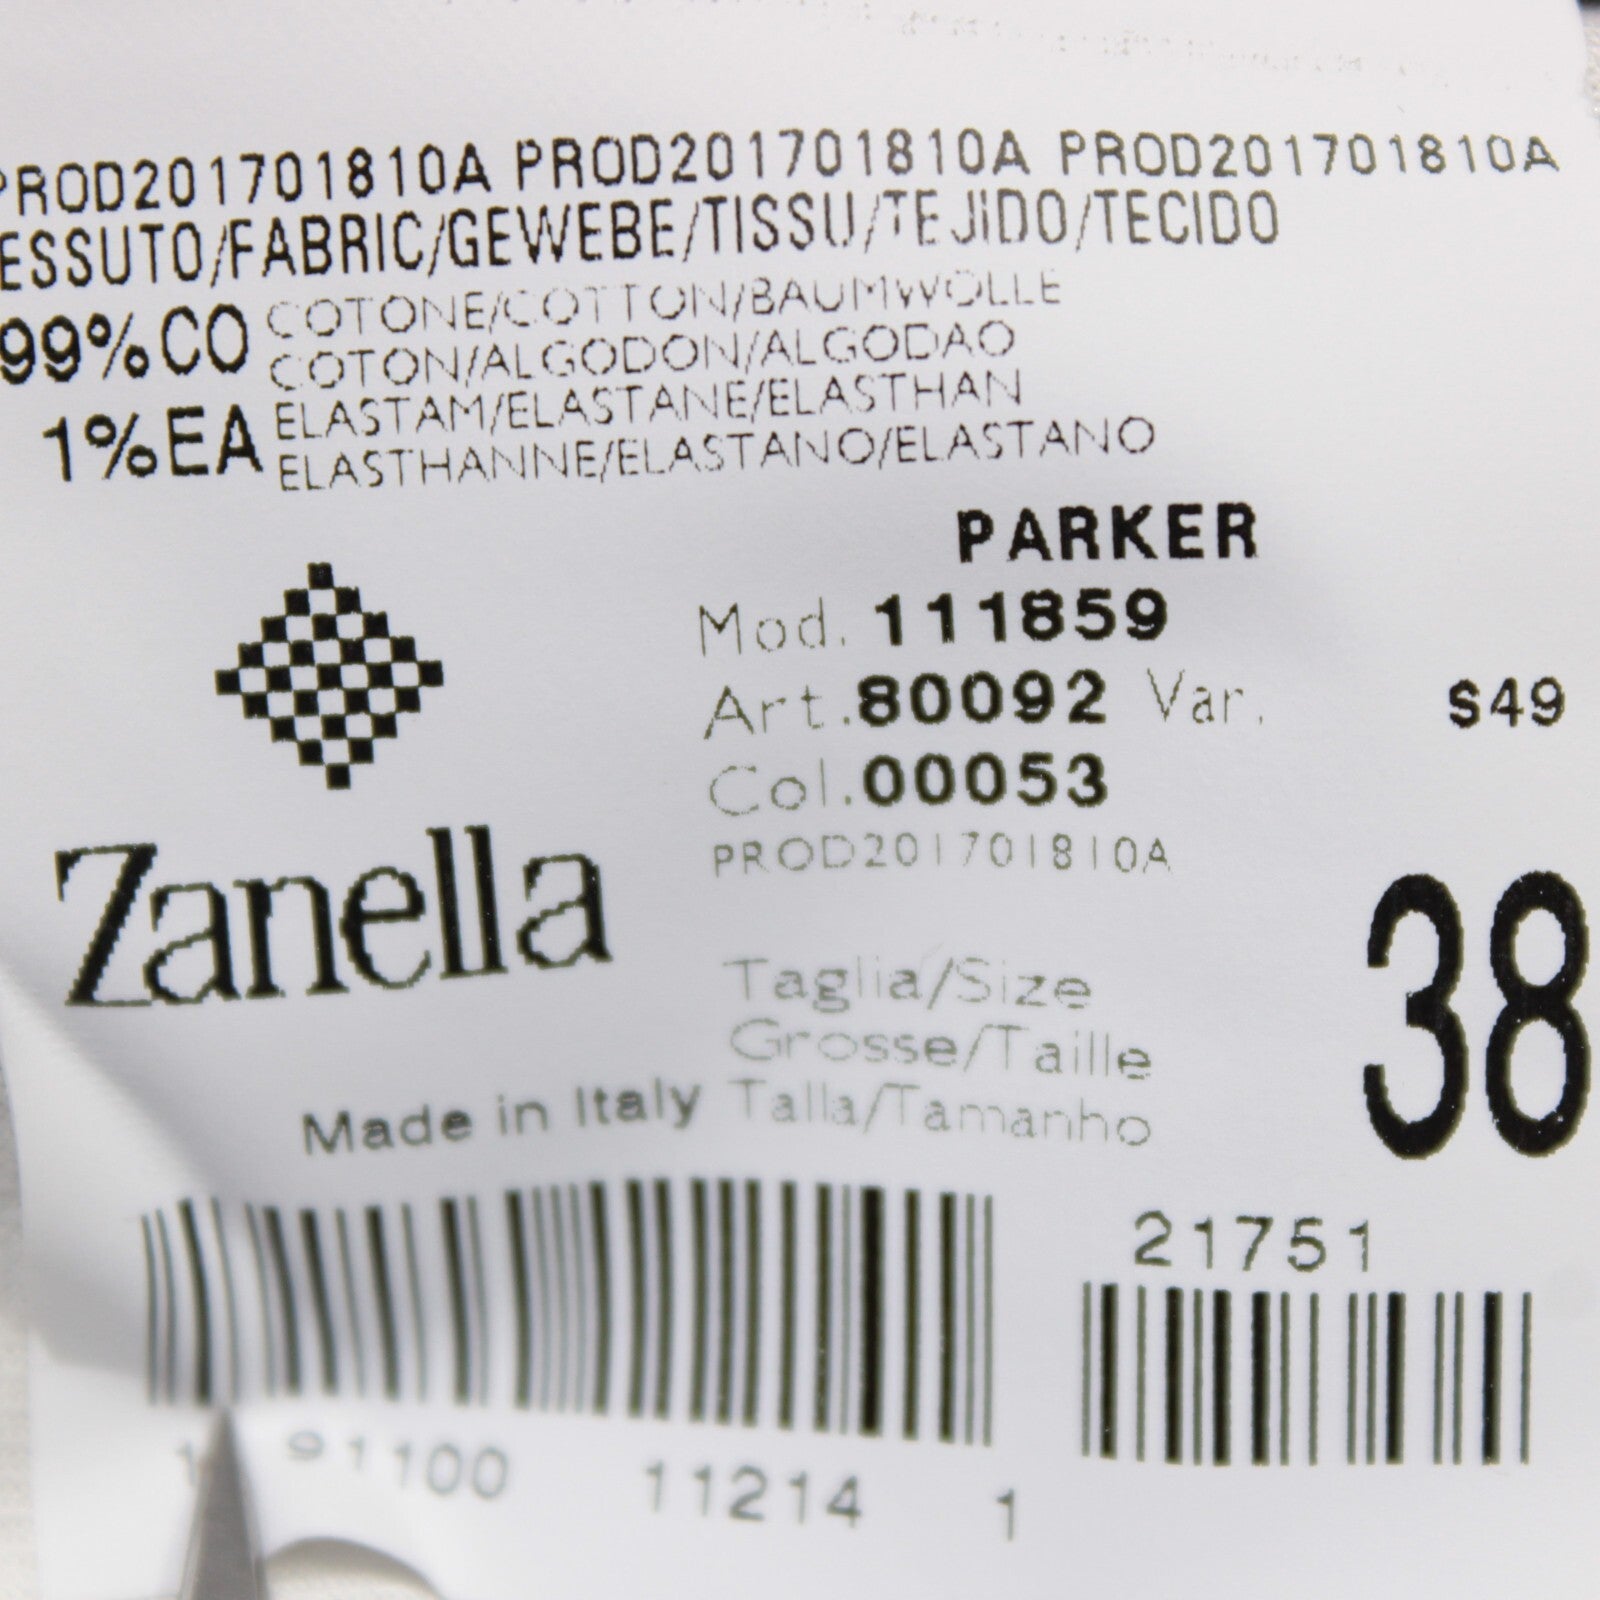 PROD201701810A PROD201701810A PROD201701810A
ESSUTO/FABRIC/GEWEBE/TISSU/TEJIDO/TECIDO
99%CO COTONE/COTTON/BAUMWOLLE
COTON/ALGODON/ALGODAO
1%EA ELASTAM/ELASTANE/ELASTHAN
ELASTHANNE/ELASTANO/ELASTANO
PARKER
Mod. 111859
Art.80092 Var. S49
Col.00053
PROD201701810A
Zanella
38
Taglia/Size
Grosse/Taille
Made in Italy Talla/Tamanho
21751
1 91100 11214 1